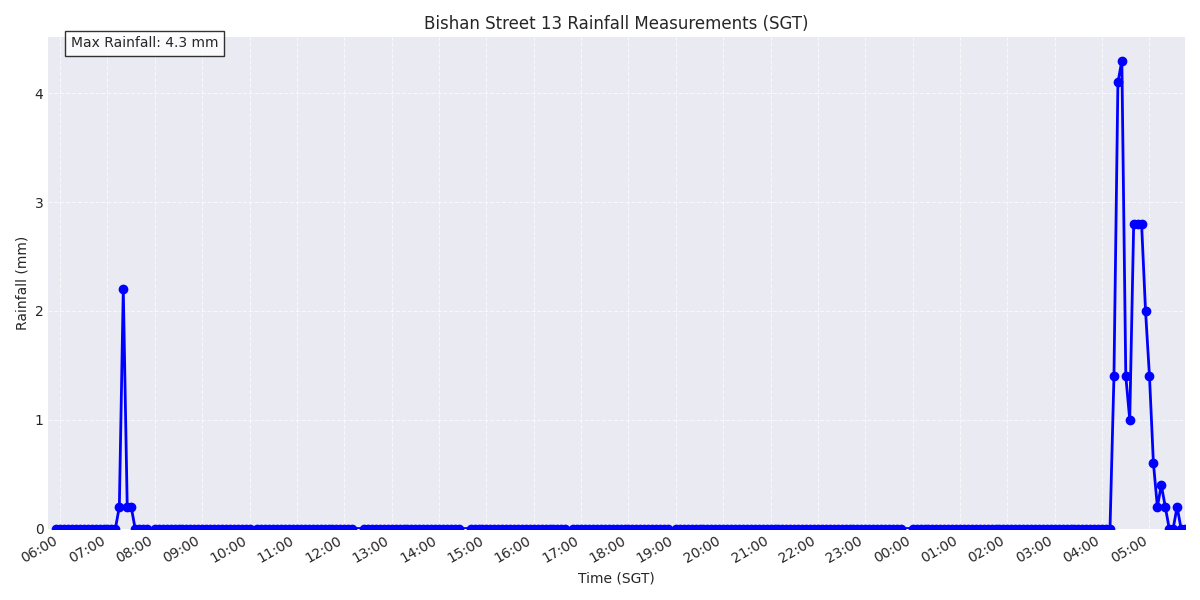 Bishan Street 13 Rainfall Measurements (SGT)
Max Rainfall: 4.3 mm
Rainfall (mm)
4
3
2
1
0
06:00 07:00 08:00 09:00 10:00 11:00 12:00 13:00 14:00 15:00 16:00 17:00 18:00 19:00 20:00 21:00 22:00 23:00 00:00 01:00 02:00 03:00 04:00 05:00
Time (SGT)